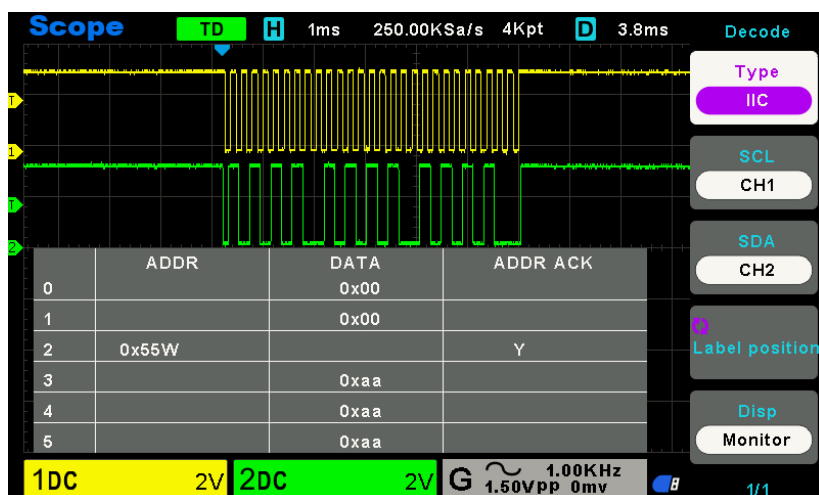 Scope TD H 1ms 250.00KSa/s 4Kpt D 3.8ms Decode
Type
IIC
T
1
SCL
CH1
T
SDA
CH2
2
ADDR DATA ADDR ACK
0 0x00
1 0x00
2 0x55W Y
Label position
3 0xaa
4 0xaa
Disp
Monitor
5 0xaa
1DC 2V 2DC 2V G 1.00KHz
1.50Vpp 0mv
1/1